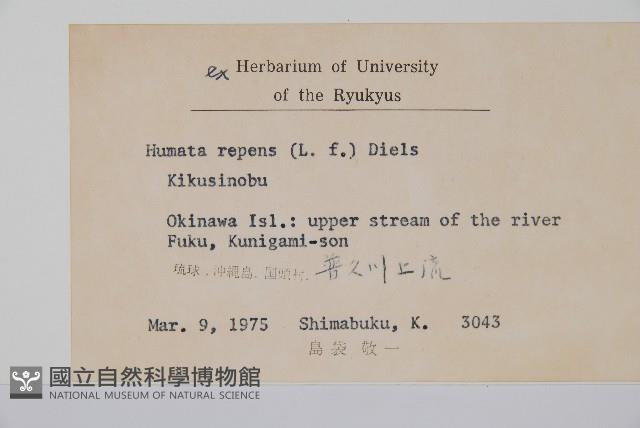 ex Herbarium of University
of the Ryukyus
Humata repens (L. f.) Diels
Kikusinobu
Okinawa Isl.: upper stream of the river
Fuku, Kunigami-son
琉球. 沖縄島. 国頭村. 普久川上流
Mar. 9, 1975 Shimabuku, K. 3043
島袋 敬一
國立自然科學博物館
NATIONAL MUSEUM OF NATURAL SCIENCE